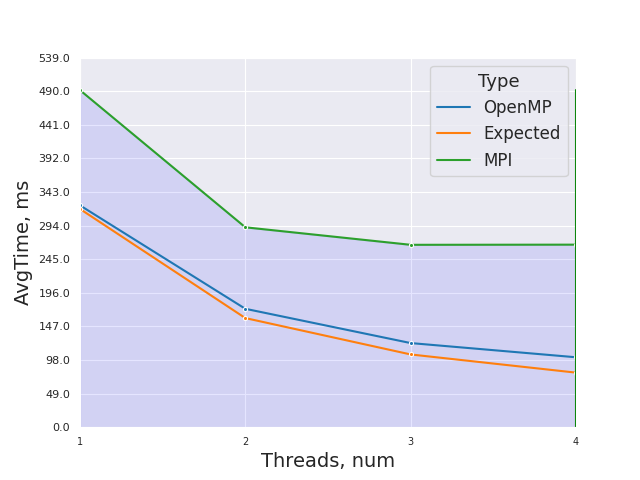 539.0
490.0
441.0
392.0
343.0
294.0
245.0
196.0
147.0
98.0
49.0
0.0
AvgTime, ms
Type
OpenMP
Expected
MPI
1 2 3 4
Threads, num